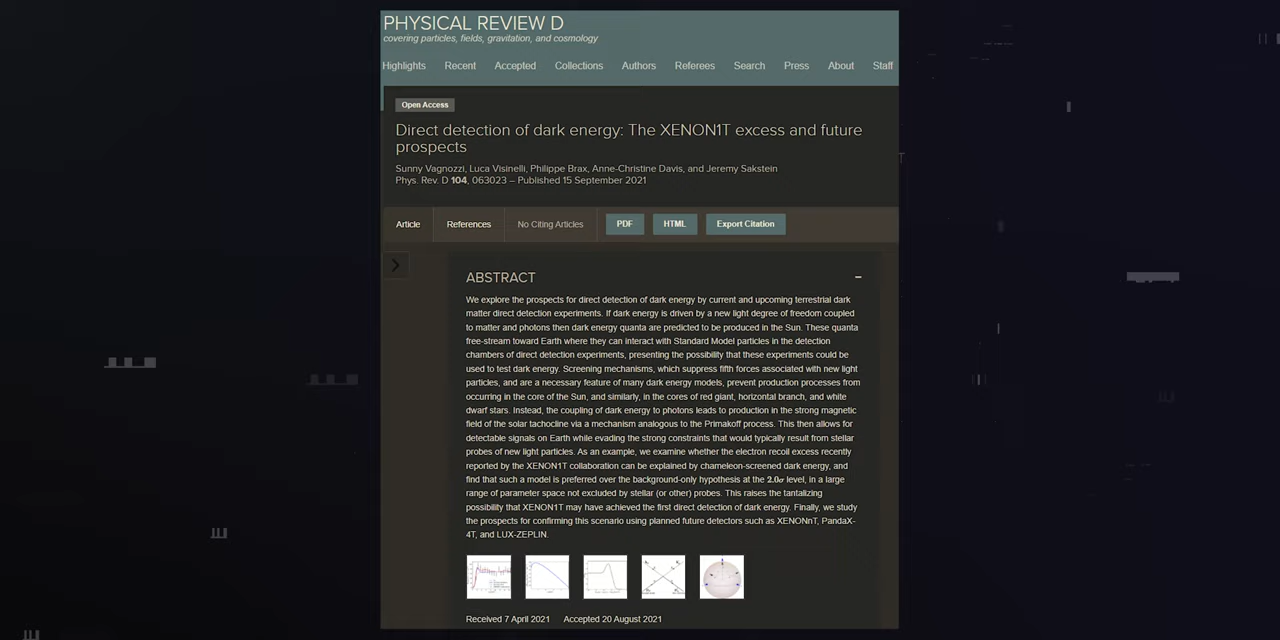 PHYSICAL REVIEW D
covering particles, fields, gravitation, and cosmology
Highlights Recent Accepted Collections Authors Referees Search Press About Staff
Open Access
Direct detection of dark energy: The XENON1T excess and future
prospects
Sunny Vagnozzi, Luca Visinelli, Philippe Brax, Anne-Christine Davis, and Jeremy Sakstein
Phys. Rev. D 104, 063023 – Published 15 September 2021
Article References No Citing Articles PDF HTML Export Citation
ABSTRACT
We explore the prospects for direct detection of dark energy by current and upcoming terrestrial dark
matter direct detection experiments. If dark energy is driven by a new light degree of freedom coupled
to matter and photons then dark energy quanta are predicted to be produced in the Sun. These quanta
free-stream toward Earth where they can interact with Standard Model particles in the detection
chambers of direct detection experiments, presenting the possibility that these experiments could be
used to test dark energy. Screening mechanisms, which suppress fifth forces associated with new light
particles, and are a necessary feature of many dark energy models, prevent production processes from
occurring in the core of the Sun, and similarly, in the cores of red giant, horizontal branch, and white
dwarf stars. Instead, the coupling of dark energy to photons leads to production in the strong magnetic
field of the solar tachocline via a mechanism analogous to the Primakoff process. This then allows for
detectable signals on Earth while evading the strong constraints that would typically result from stellar
probes of new light particles. As an example, we examine whether the electron recoil excess recently
reported by the XENON1T collaboration can be explained by chameleon-screened dark energy, and
find that such a model is preferred over the background-only hypothesis at the 2.0σ level, in a large
range of parameter space not excluded by stellar (or other) probes. This raises the tantalizing
possibility that XENON1T may have achieved the first direct detection of dark energy. Finally, we study
the prospects for confirming this scenario using planned future detectors such as XENONnT, PandaX-
4T, and LUX-ZEPLIN.
Received 7 April 2021 Accepted 20 August 2021